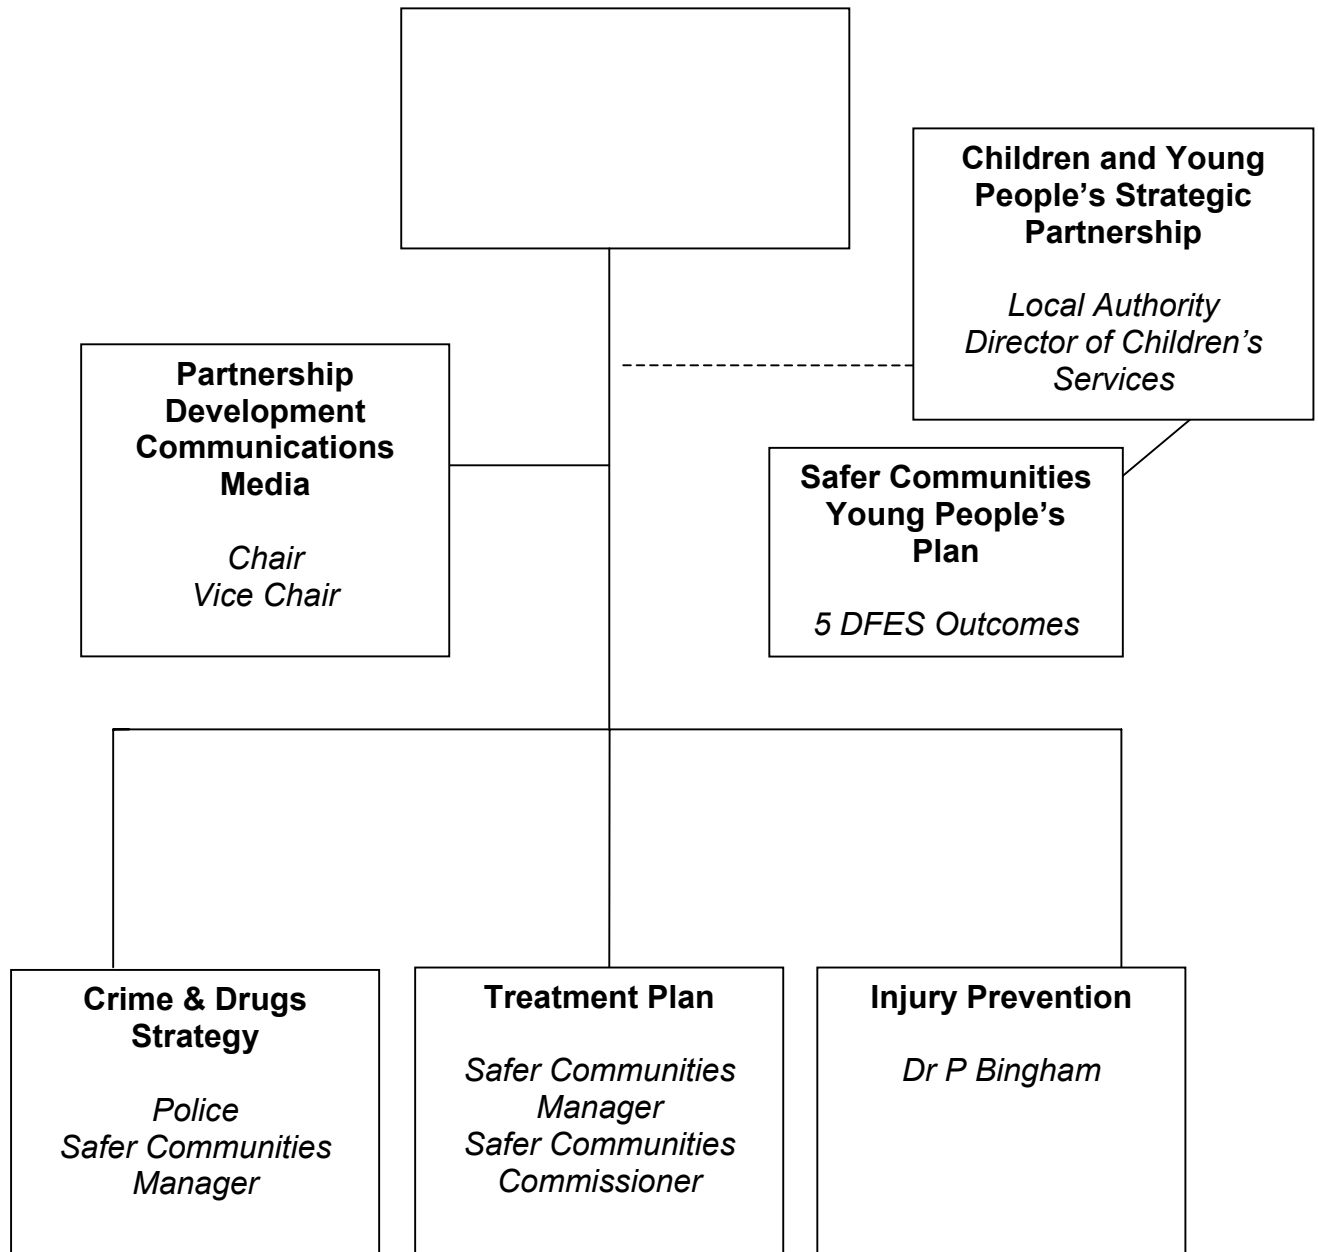 Children and Young
People’s Strategic
Partnership
Local Authority
Director of Children’s
Services
Partnership
Development
Communications
Media
Chair
Vice Chair
Safer Communities
Young People’s
Plan
5 DFES Outcomes
Crime & Drugs
Strategy
Police
Safer Communities
Manager
Treatment Plan
Safer Communities
Manager
Safer Communities
Commissioner
Injury Prevention
Dr P Bingham